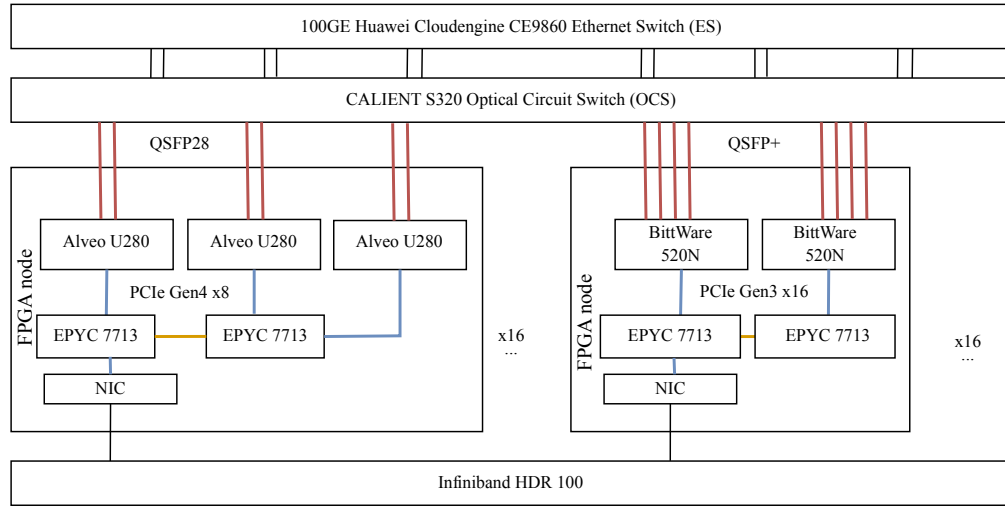 100GE Huawei Cloudengine CE9860 Ethernet Switch (ES)
CALIENT S320 Optical Circuit Switch (OCS)
QSFP28
QSFP+
FPGA node
Alveo U280
Alveo U280
Alveo U280
PCIe Gen4 x8
EPYC 7713
EPYC 7713
NIC
x16
...
FPGA node
BittWare
520N
BittWare
520N
PCIe Gen3 x16
EPYC 7713
EPYC 7713
NIC
x16
...
Infiniband HDR 100